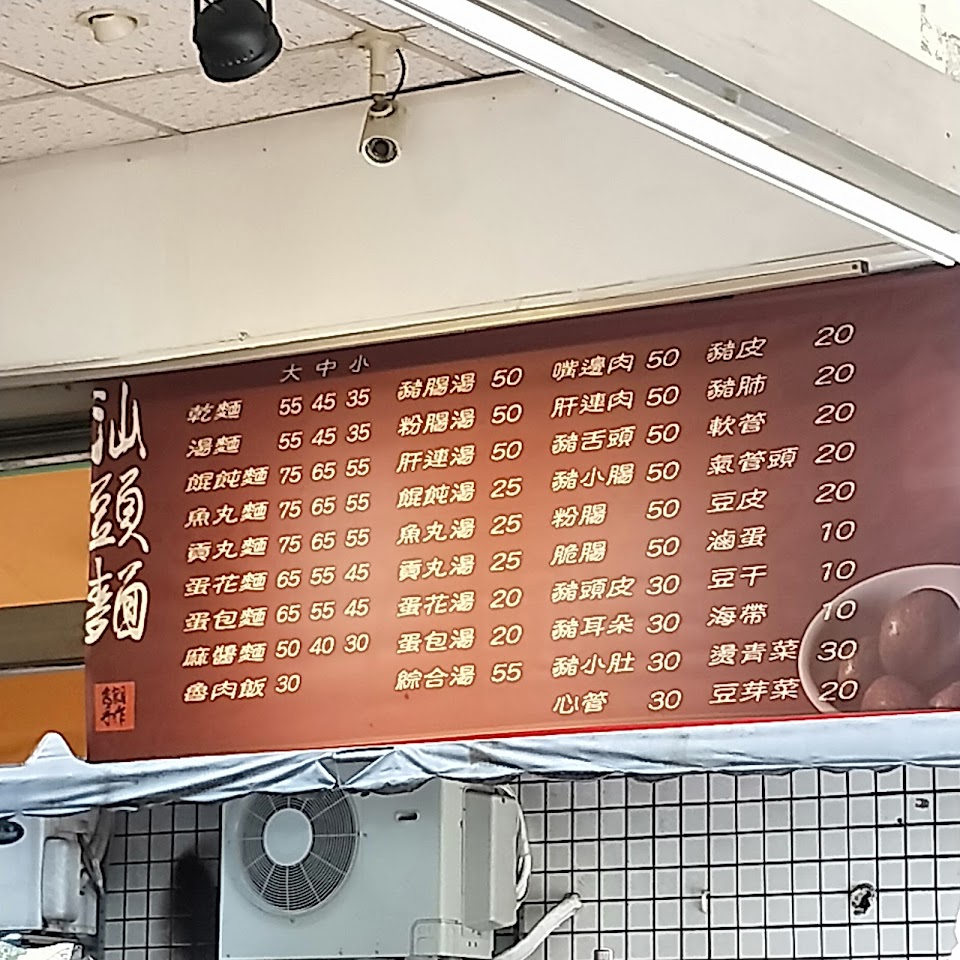 汕頭麵
大 中 小
乾麵 55 45 35
湯麵 55 45 35
餛飩麵 75 65 55
魚丸麵 75 65 55
貢丸麵 75 65 55
蛋花麵 65 55 45
蛋包麵 65 55 45
麻醬麵 50 40 30
魯肉飯 30
豬腸湯 50
粉腸湯 50
肝連湯 50
餛飩湯 25
魚丸湯 25
貢丸湯 25
蛋花湯 20
蛋包湯 20
綜合湯 55
嘴邊肉 50
肝連肉 50
豬舌頭 50
豬小腸 50
粉腸 50
脆腸 50
豬頭皮 30
豬耳朵 30
豬小肚 30
心管 30
豬皮 20
豬肺 20
軟管 20
氣管頭 20
豆皮 20
滷蛋 10
豆干 10
海帶 10
燙青菜 30
豆芽菜 20